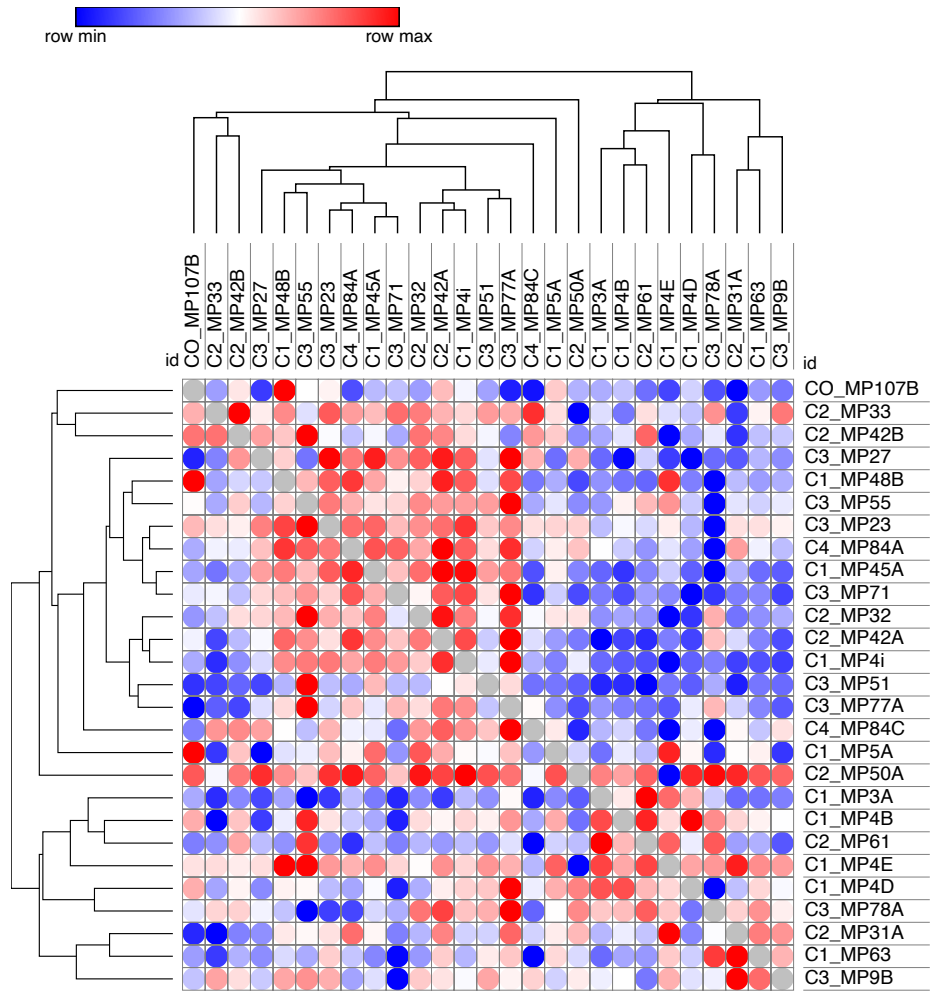 row min row max
id CO_MP107B C2_MP33 C2_MP42B C3_MP27 C1_MP48B C3_MP55 C3_MP23 C4_MP84A C1_MP45A C3_MP71 C2_MP32 C2_MP42A C1_MP4i C3_MP51 C3_MP77A C4_MP84C C1_MP5A C2_MP50A C1_MP3A C1_MP4B C2_MP61 C1_MP4E C1_MP4D C3_MP78A C2_MP31A C1_MP63 C3_MP9B id
CO_MP107B
C2_MP33
C2_MP42B
C3_MP27
C1_MP48B
C3_MP55
C3_MP23
C4_MP84A
C1_MP45A
C3_MP71
C2_MP32
C2_MP42A
C1_MP4i
C3_MP51
C3_MP77A
C4_MP84C
C1_MP5A
C2_MP50A
C1_MP3A
C1_MP4B
C2_MP61
C1_MP4E
C1_MP4D
C3_MP78A
C2_MP31A
C1_MP63
C3_MP9B